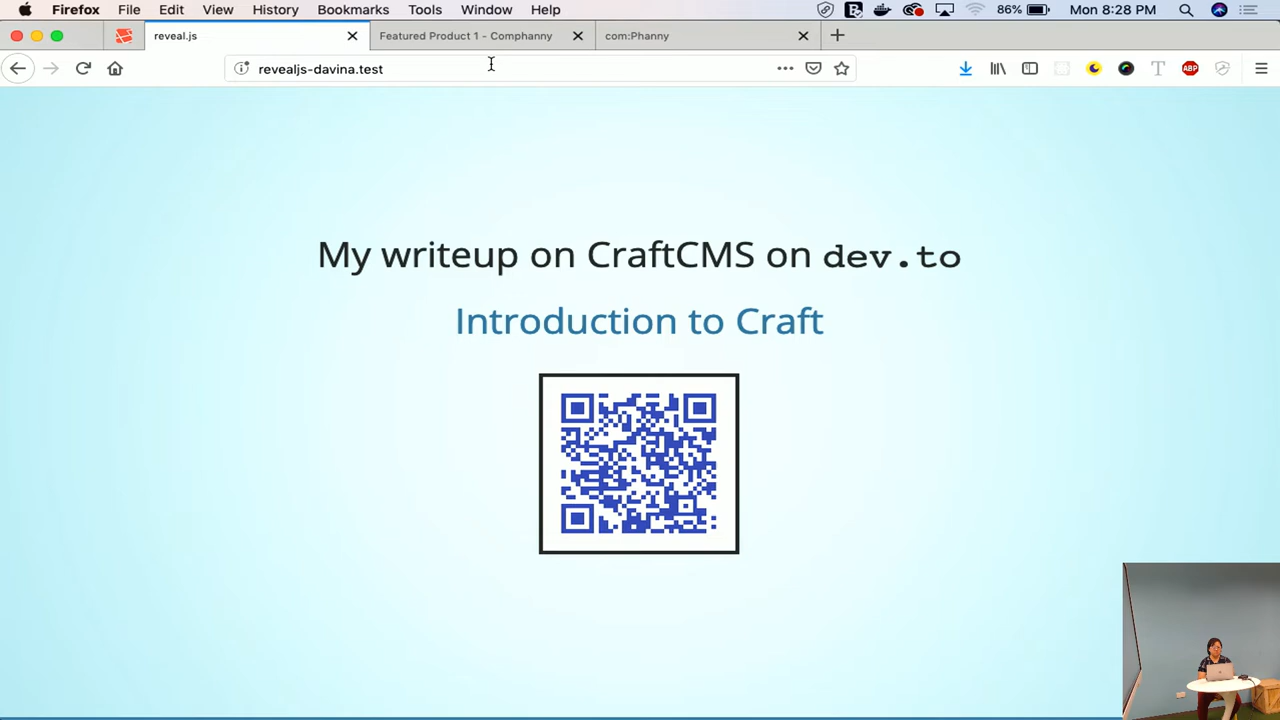 Firefox File Edit View History Bookmarks Tools Window Help 86% Mon 8:28 PM
reveal.js Featured Product 1 - Comphanny com:Phanny
revealjs-davina.test
ABP
My writeup on CraftCMS on dev.to
Introduction to Craft